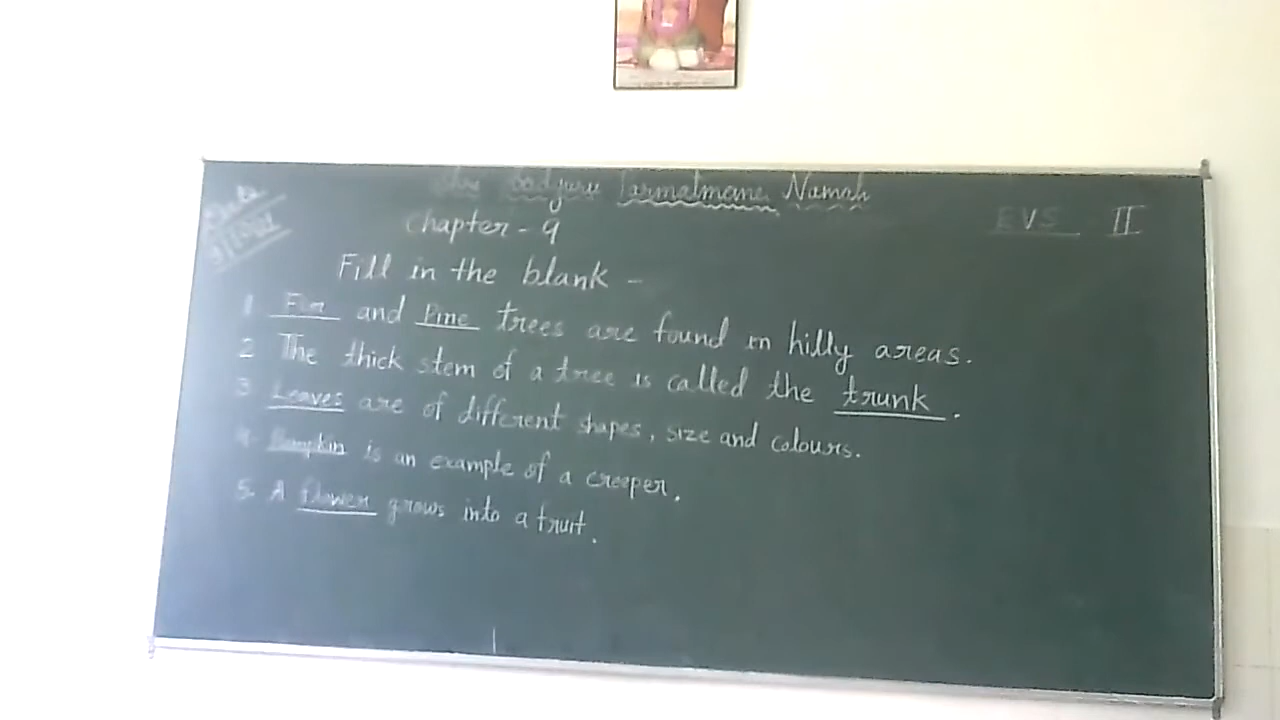 Shri Sadguru Parmatmane Namah
EVS II
Chapter - 9
Fill in the blank -
1 Fir and Pine trees are found in hilly areas.
2 The thick stem of a tree is called the trunk.
3 Leaves are of different shapes, size and colours.
4. Pumpkin is an example of a creeper.
5. A flower grows into a fruit.